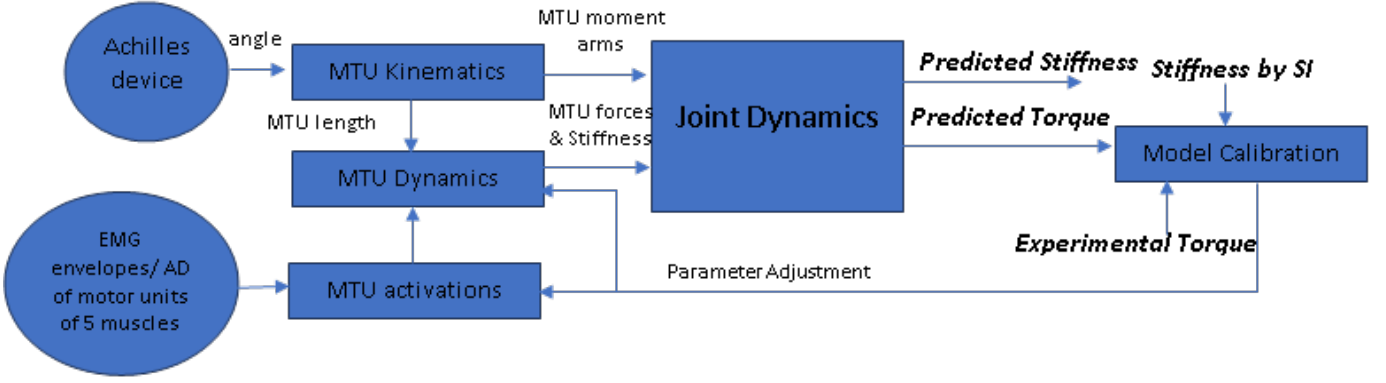 Achilles
device
angle
MTU Kinematics
MTU moment
arms
MTU length
MTU forces
& Stiffness
MTU Dynamics
Joint Dynamics
Predicted Stiffness
Stiffness by SI
Predicted Torque
Model Calibration
Experimental Torque
EMG
envelopes/ AD
of motor units
of 5 muscles
MTU activations
Parameter Adjustment